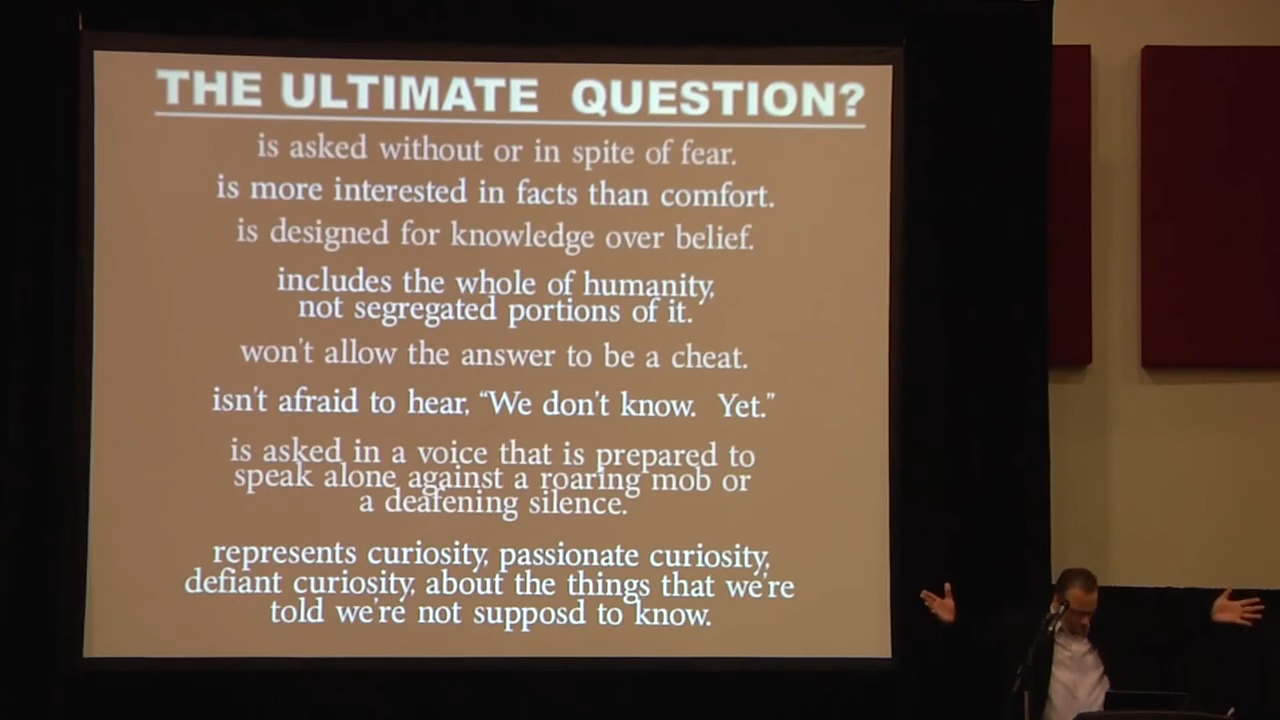 THE ULTIMATE QUESTION?
is asked without or in spite of fear.
is more interested in facts than comfort.
is designed for knowledge over belief.
includes the whole of humanity,
not segregated portions of it.
won't allow the answer to be a cheat.
isn't afraid to hear, “We don't know. Yet.”
is asked in a voice that is prepared to
speak alone against a roaring mob or
a deafening silence.
represents curiosity, passionate curiosity,
defiant curiosity, about the things that we're
told we're not supposd to know.